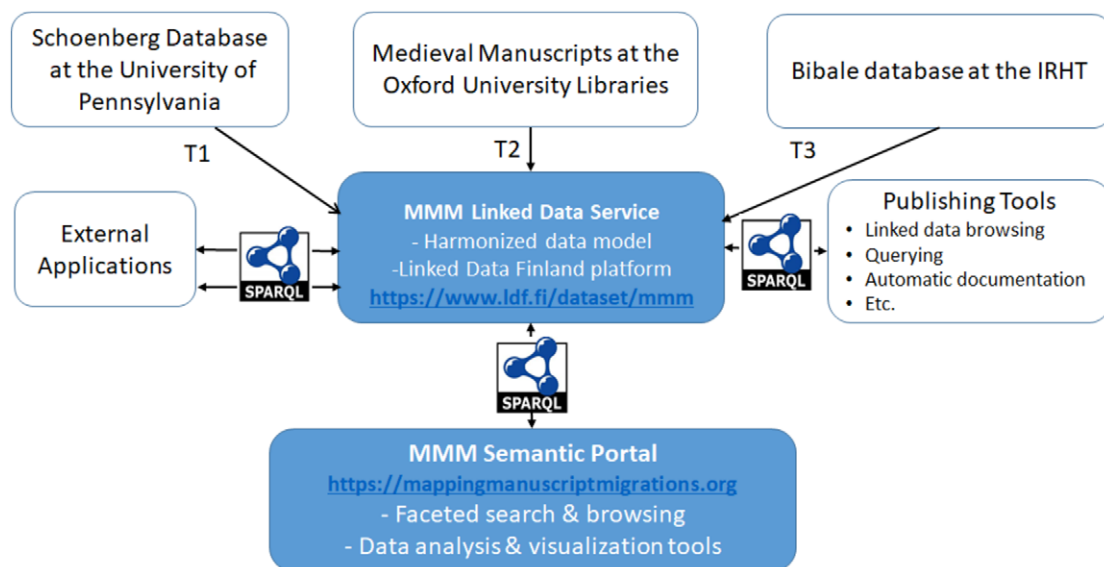 Schoenberg Database
at the University of
Pennsylvania
Medieval Manuscripts at the
Oxford University Libraries
Bibale database at the IRHT
T1
T2
T3
External
Applications
SPARQL
MMM Linked Data Service
- Harmonized data model
-Linked Data Finland platform
https://www.ldf.fi/dataset/mmm
SPARQL
Publishing Tools
• Linked data browsing
• Querying
• Automatic documentation
• Etc.
SPARQL
MMM Semantic Portal
https://mappingmanuscriptmigrations.org
- Faceted search & browsing
- Data analysis & visualization tools